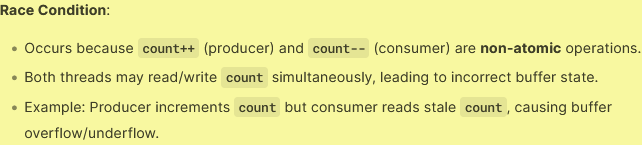 Race Condition:
• Occurs because count++ (producer) and count-- (consumer) are non-atomic operations.
• Both threads may read/write count simultaneously, leading to incorrect buffer state.
• Example: Producer increments count but consumer reads stale count, causing buffer
overflow/underflow.